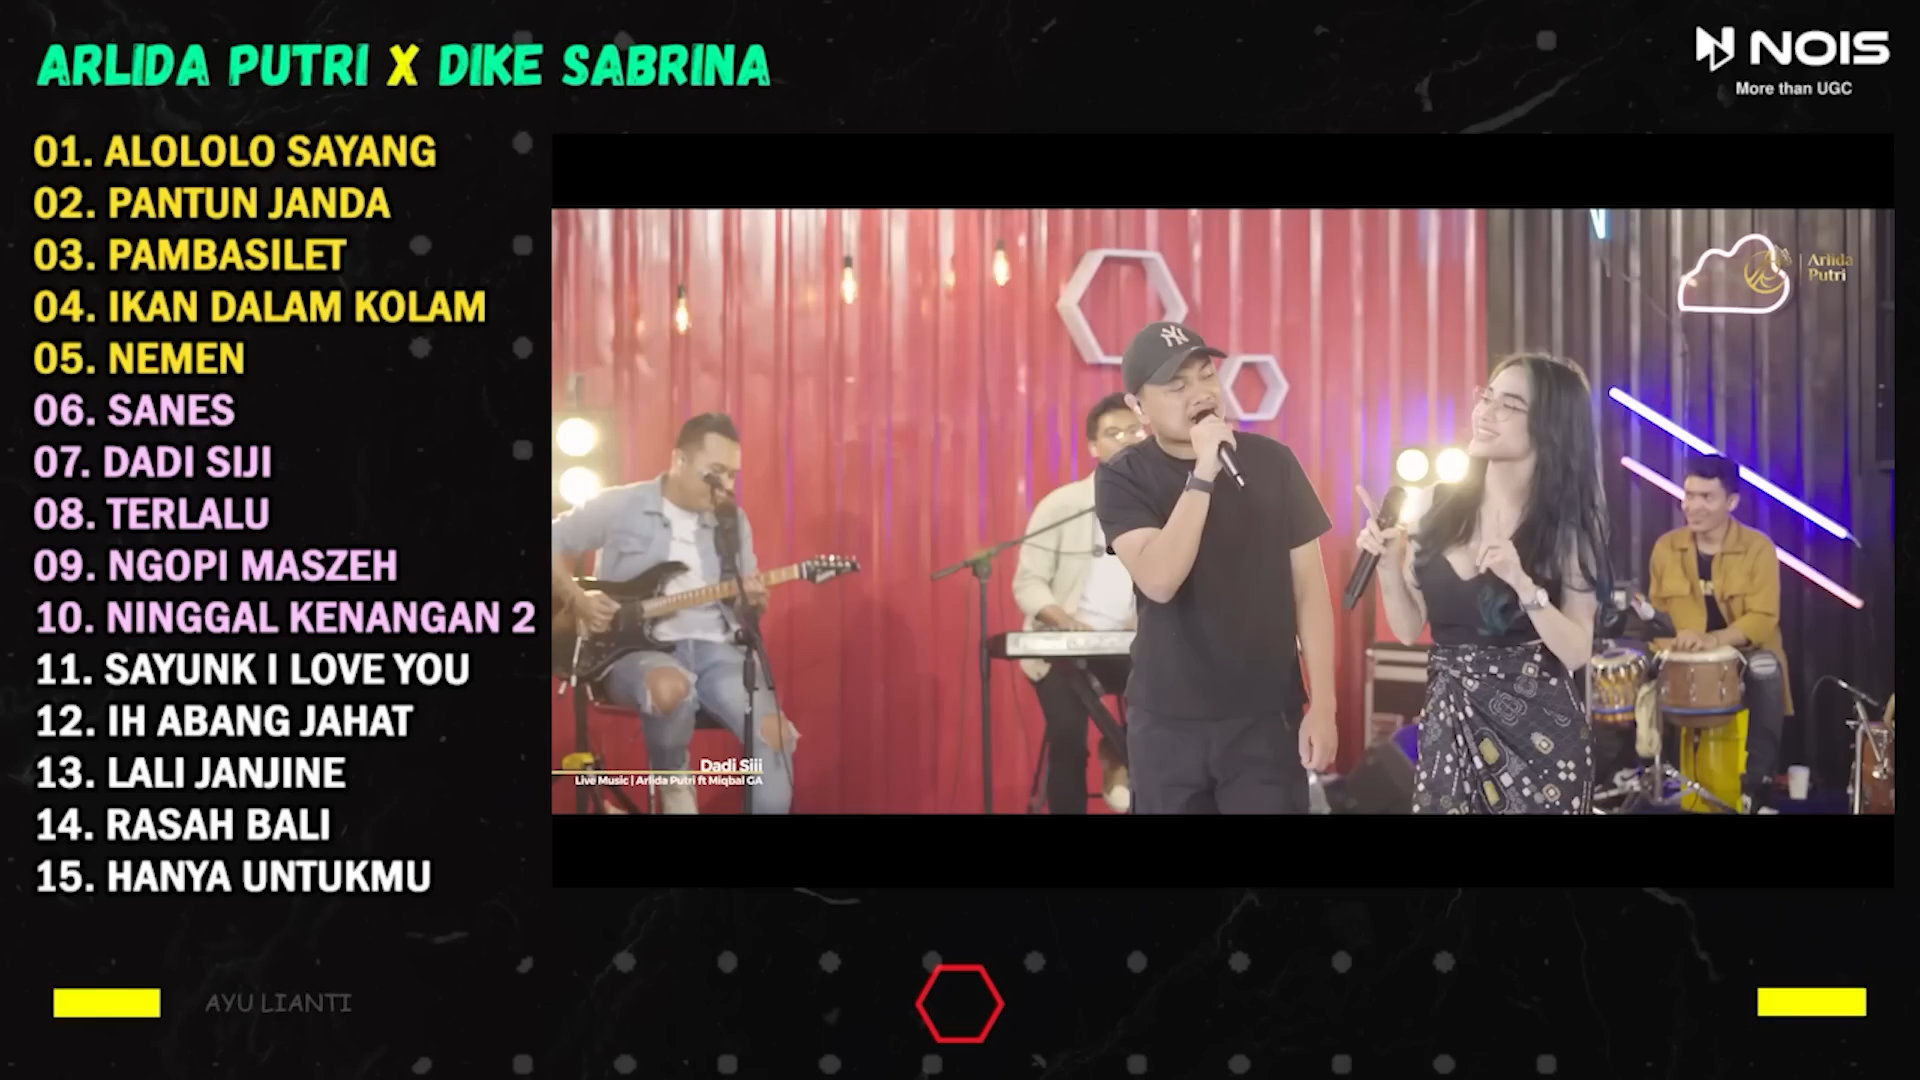 ARLIDA PUTRI X DIKE SABRINA
NOIS
More than UGC
01. ALOLOLO SAYANG
02. PANTUN JANDA
03. PAMBASILET
04. IKAN DALAM KOLAM
05. NEMEN
06. SANES
07. DADI SIJI
08. TERLALU
09. NGOPI MASZEH
10. NINGGAL KENANGAN 2
11. SAYUNK I LOVE YOU
12. IH ABANG JAHAT
13. LALI JANJINE
14. RASAH BALI
15. HANYA UNTUKMU
Arlida
Putri
NY
Dadi Siji
Live Music | Arlida Putri ft Miqbal GA
AYU LIANTI